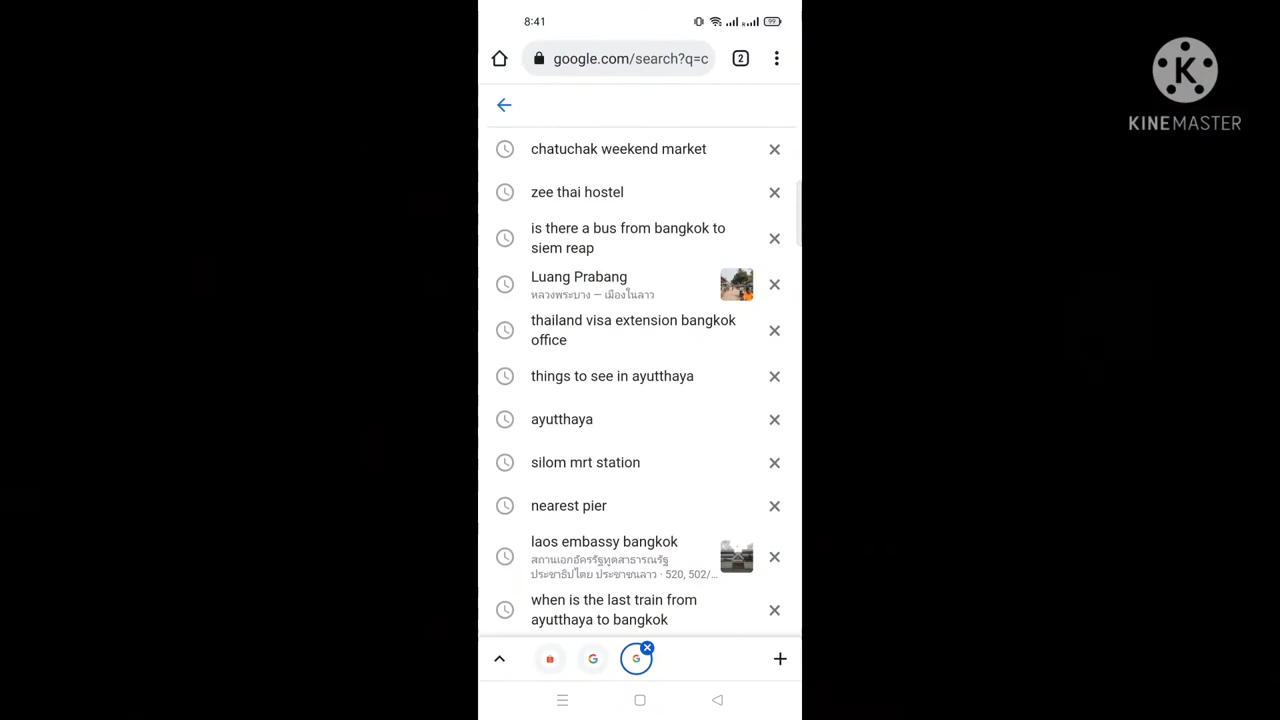 8:41
99
google.com/search?q=c
2
K
KINEMASTER
chatuchak weekend market
zee thai hostel
is there a bus from bangkok to
siem reap
Luang Prabang
หลวงพระบาง — เมืองในลาว
thailand visa extension bangkok
office
things to see in ayutthaya
ayutthaya
silom mrt station
nearest pier
laos embassy bangkok
สถานเอกอัครรัฐทูตสาธารณรัฐ
ประชาธิปไตย ประชาชนลาว · 520, 502/...
when is the last train from
ayutthaya to bangkok